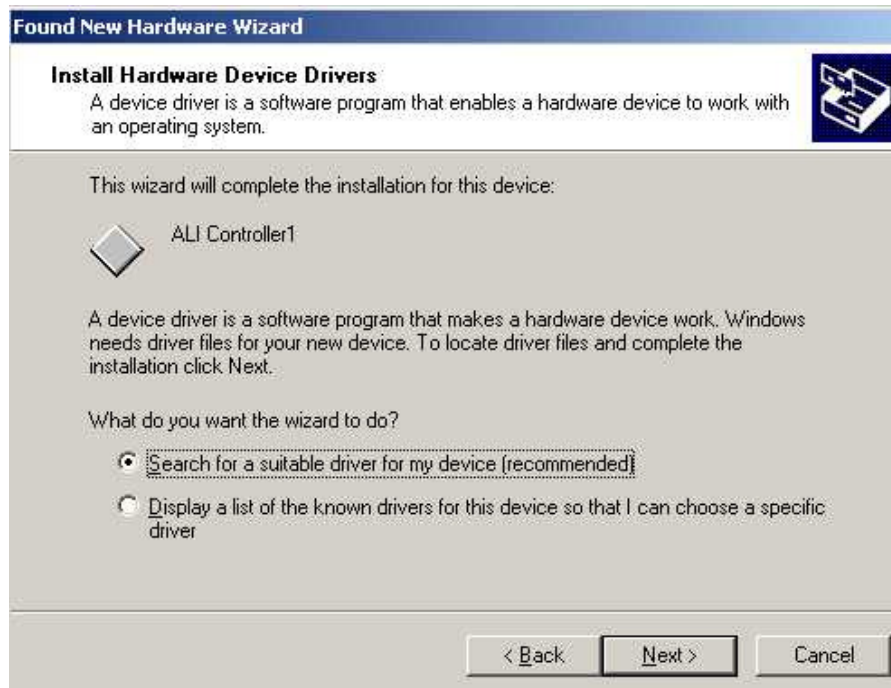 Found New Hardware Wizard
Install Hardware Device Drivers
A device driver is a software program that enables a hardware device to work with
an operating system.
This wizard will complete the installation for this device:
ALI Controller1
A device driver is a software program that makes a hardware device work. Windows
needs driver files for your new device. To locate driver files and complete the
installation click Next.
What do you want the wizard to do?
Search for a suitable driver for my device (recommended)
Display a list of the known drivers for this device so that I can choose a specific
driver
< Back Next > Cancel